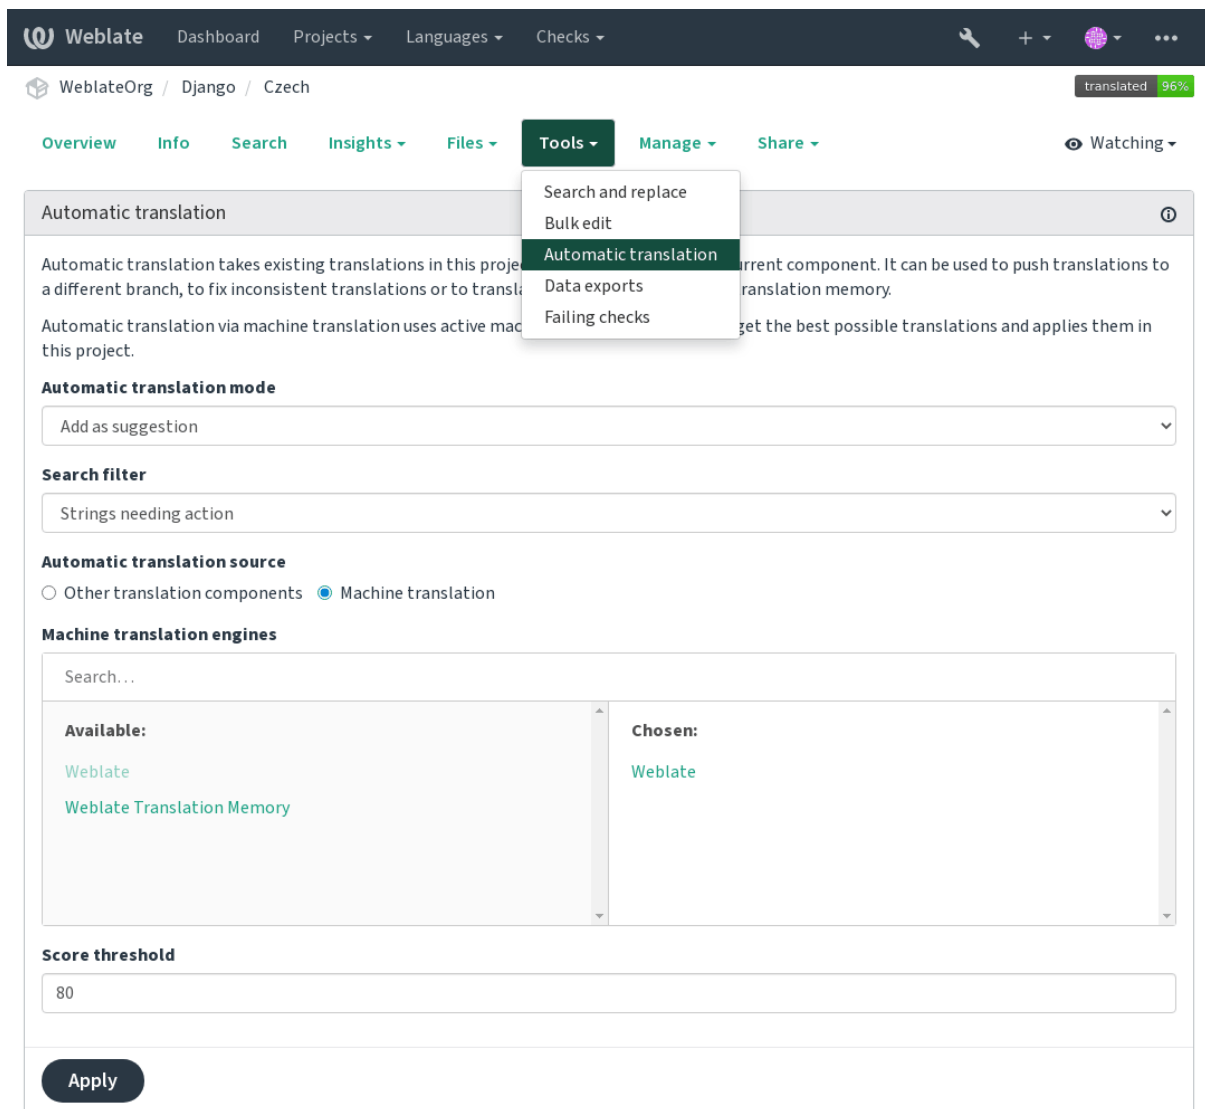 Weblate Dashboard Projects Languages Checks
WeblateOrg / Django / Czech
translated 96%
Overview Info Search Insights Files Tools Manage Share Watching
Search and replace
Bulk edit
Automatic translation
Data exports
Failing checks
Automatic translation
Automatic translation takes existing translations in this proje rrent component. It can be used to push translations to
a different branch, to fix inconsistent translations or to transl ranslation memory.
Automatic translation via machine translation uses active mac get the best possible translations and applies them in
this project.
Automatic translation mode
Add as suggestion
Search filter
Strings needing action
Automatic translation source
Other translation components Machine translation
Machine translation engines
Search...
Available: Chosen:
Weblate Weblate
Weblate Translation Memory
Score threshold
80
Apply